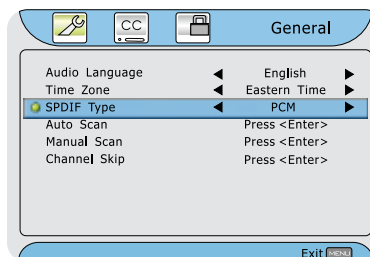 CC General
Audio Language English
Time Zone Eastern Time
SPDIF Type PCM
Auto Scan Press <Enter>
Manual Scan Press <Enter>
Channel Skip Press <Enter>
Exit MENU